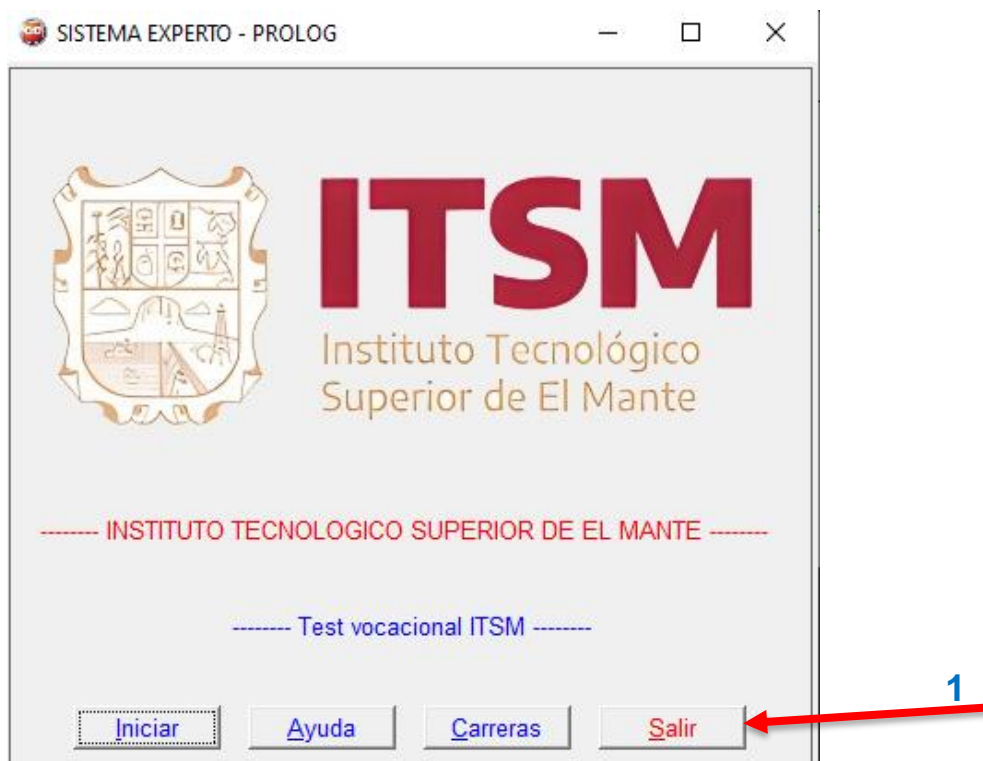 SISTEMA EXPERTO - PROLOG
ITSM
Instituto Tecnológico
Superior de El Mante
-------- INSTITUTO TECNOLOGICO SUPERIOR DE EL MANTE --------
-------- Test vocacional ITSM --------
1
Iniciar Ayuda Carreras Salir